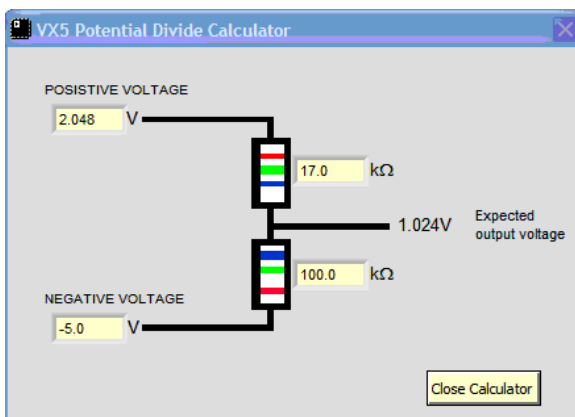 VX5 Potential Divide Calculator
POSISTIVE VOLTAGE
2.048 V
17.0 kΩ
1.024V
Expected
output voltage
100.0 kΩ
NEGATIVE VOLTAGE
-5.0 V
Close Calculator